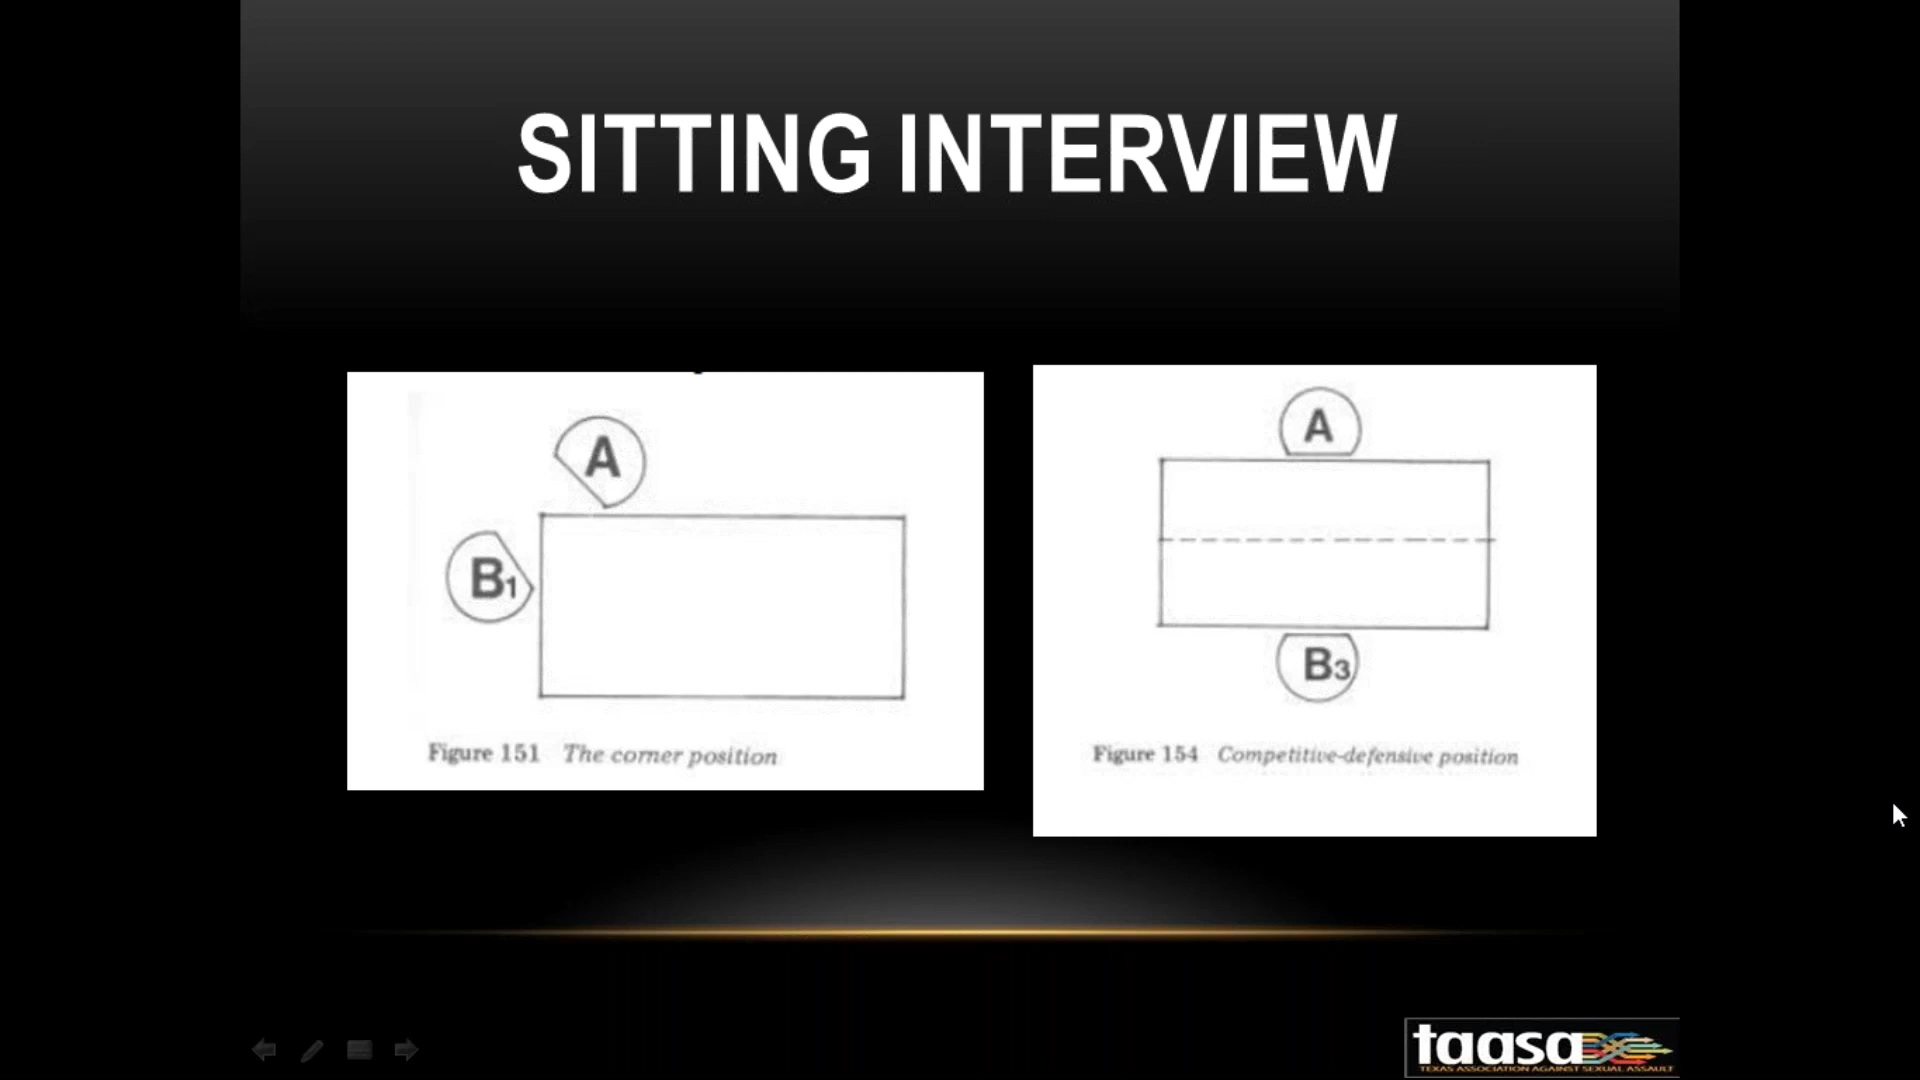 SITTING INTERVIEW
A
B1
Figure 151 The corner position
A
B3
Figure 154 Competitive-defensive position
taasa
TEXAS ASSOCIATION AGAINST SEXUAL ASSAULT